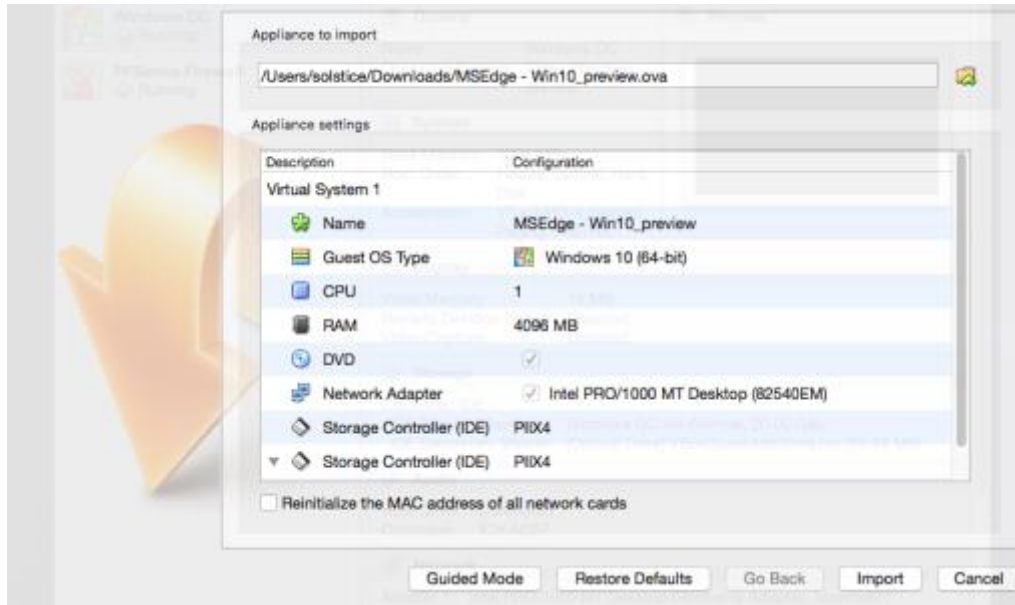 Appliance to import
/Users/solstice/Downloads/MSEdge - Win10_preview.ova
Appliance settings
Description Configuration
Virtual System 1
Name MSEdge - Win10_preview
Guest OS Type Windows 10 (64-bit)
CPU 1
RAM 4096 MB
DVD
Network Adapter Intel PRO/1000 MT Desktop (82540EM)
Storage Controller (IDE) PIIX4
Storage Controller (IDE) PIIX4
Reinitialize the MAC address of all network cards
Guided Mode Restore Defaults Go Back Import Cancel